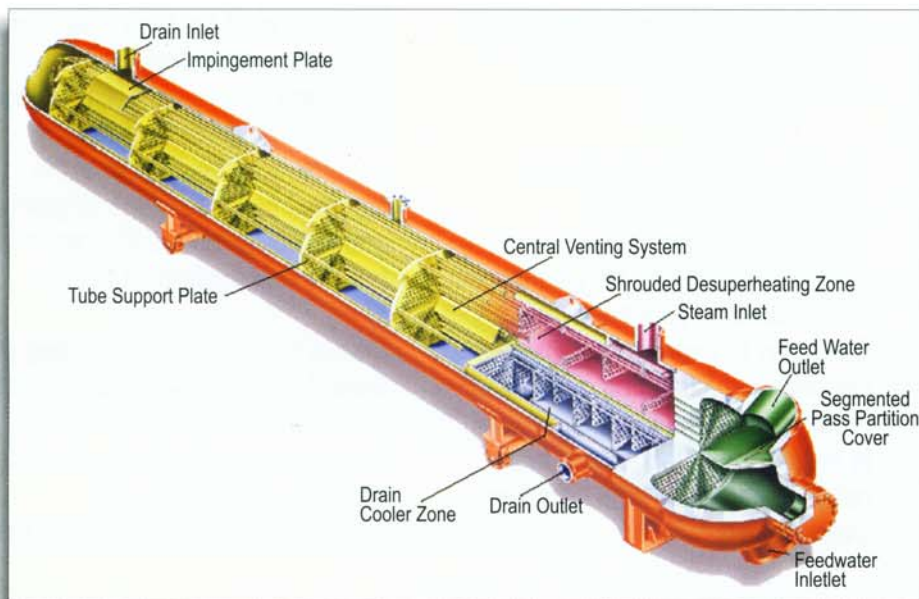 Drain Inlet
Impingement Plate
Central Venting System
Shrouded Desuperheating Zone
Steam Inlet
Tube Support Plate
Feed Water
Outlet
Segmented
Pass Partition
Cover
Drain
Cooler Zone
Drain Outlet
Feedwater
Inletlet